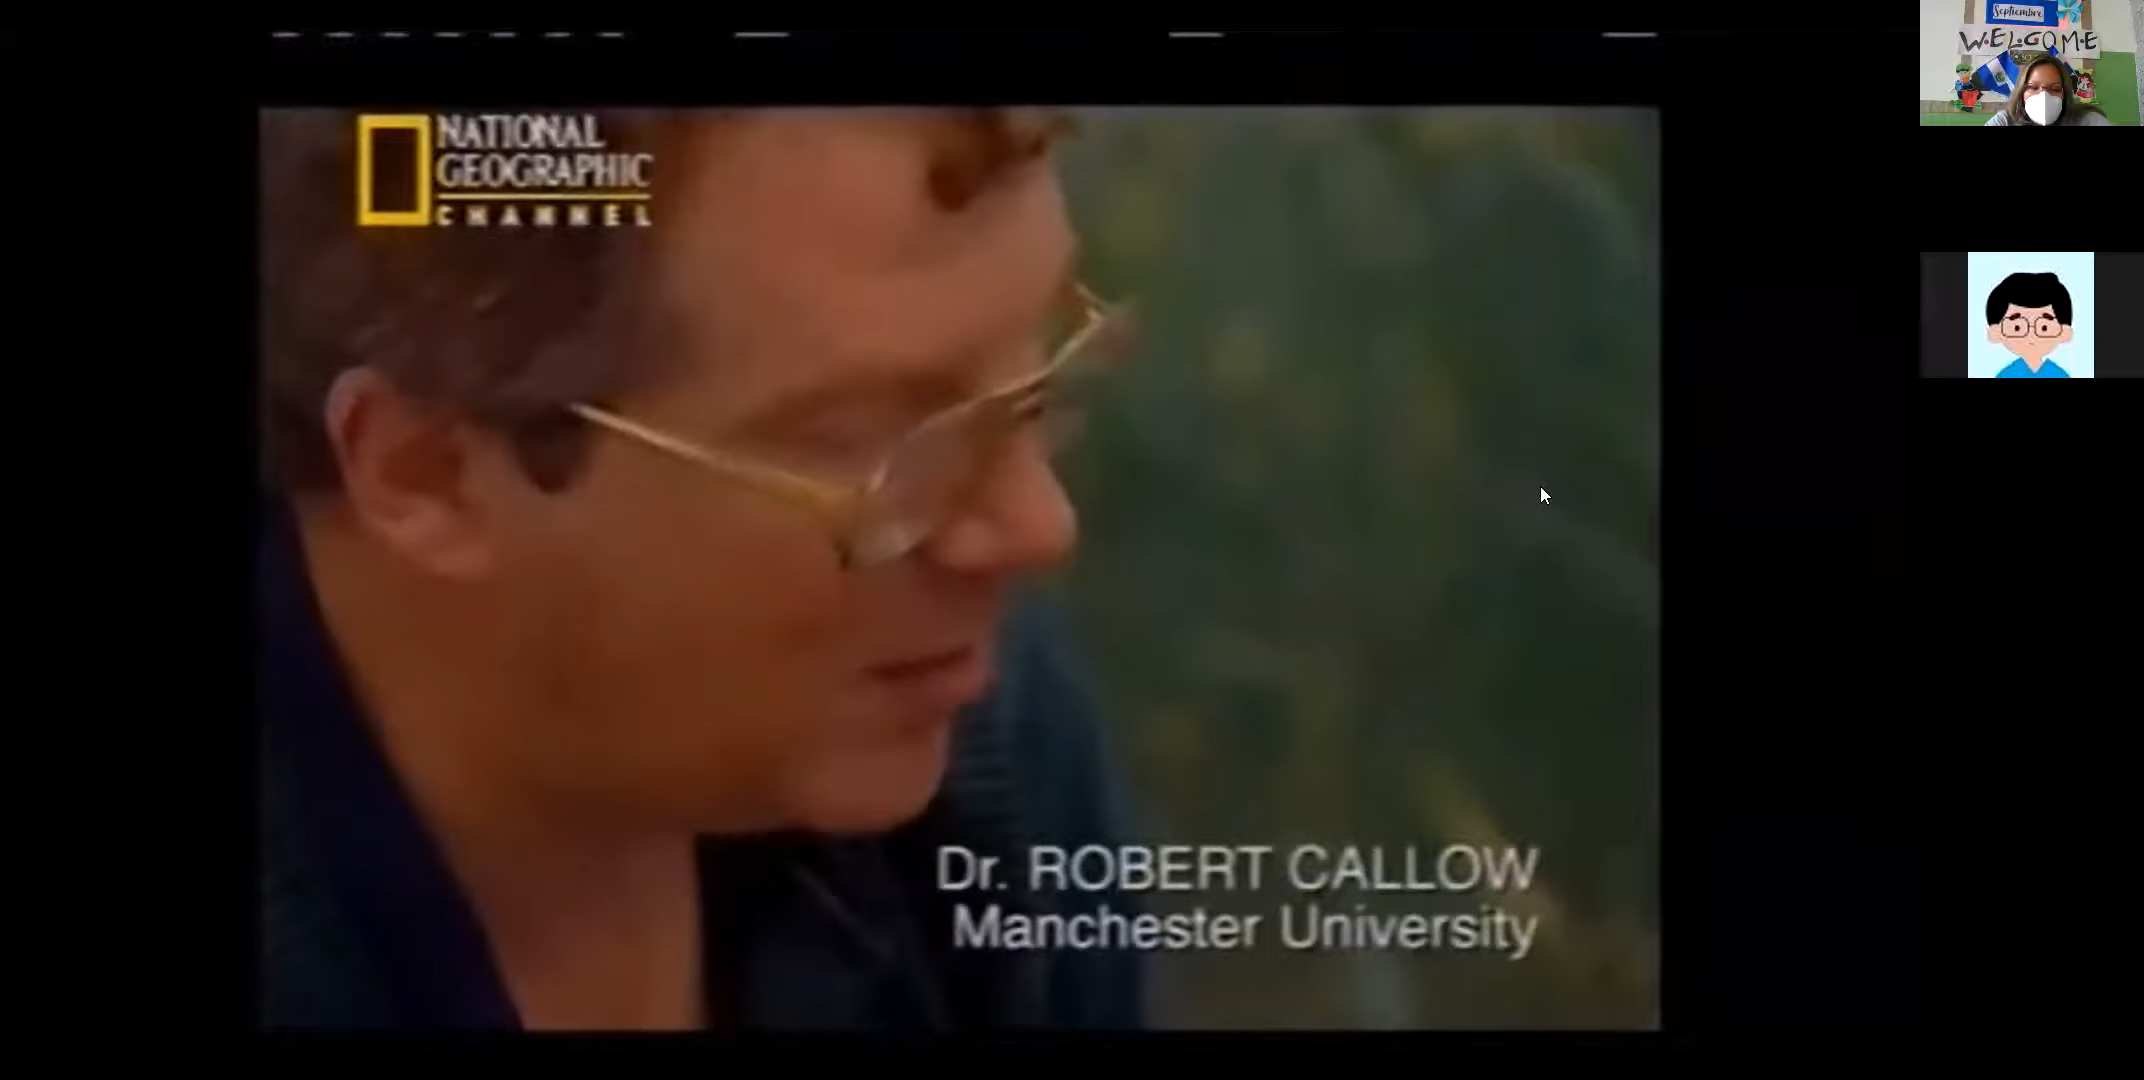 NATIONAL
GEOGRAPHIC
CHANNEL
Septiembre
WELCOME
Dr. ROBERT CALLOW
Manchester University